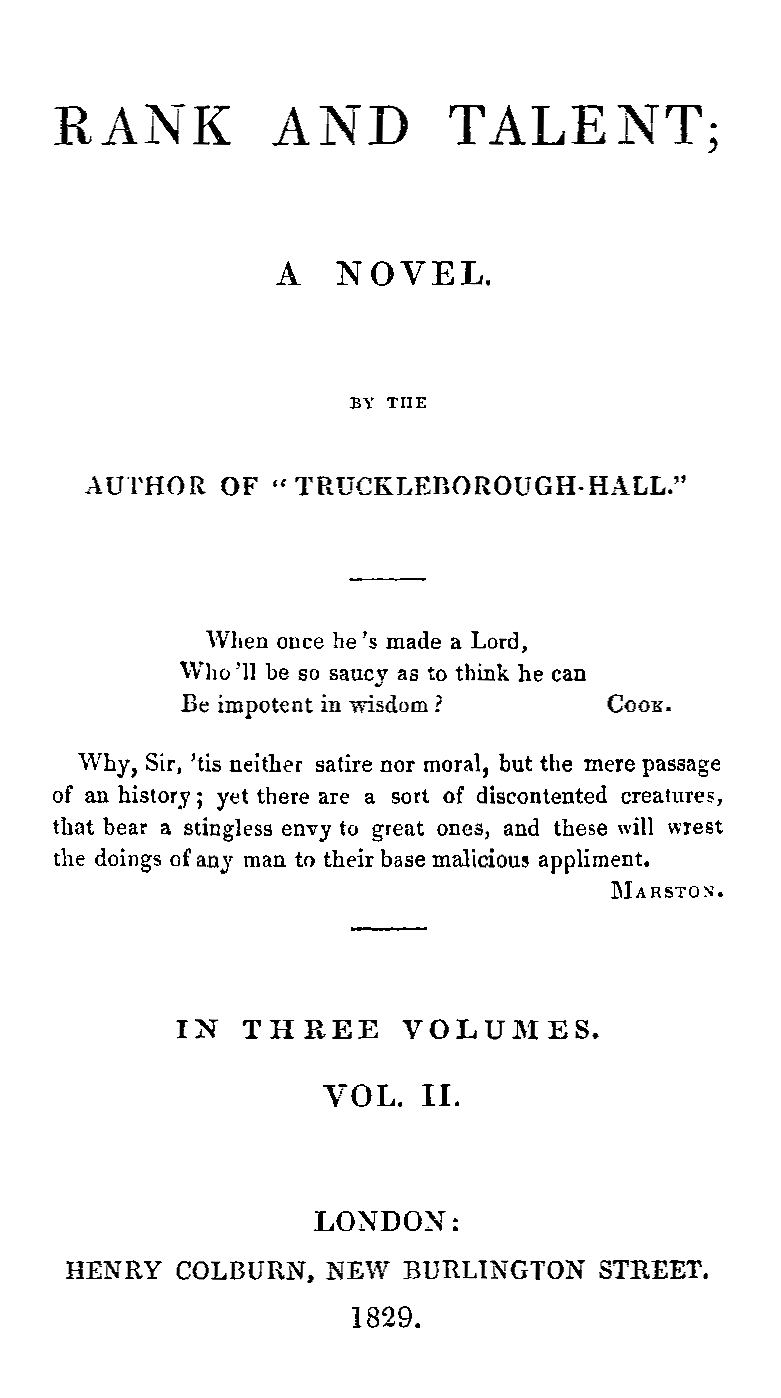 RANK AND TALENT;
A NOVEL.
BY THE
AUTHOR OF “TRUCKLEBOROUGH-HALL.”
When once he's made a Lord,
Who'll be so saucy as to think he can
Be impotent in wisdom? COOK.
Why, Sir, 'tis neither satire nor moral, but the mere passage
of an history; yet there are a sort of discontented creatures,
that bear a stingless envy to great ones, and these will wrest
the doings of any man to their base malicious appliment.
MARSTON.
IN THREE VOLUMES.
VOL. II.
LONDON:
HENRY COLBURN, NEW BURLINGTON STREET.
1829.